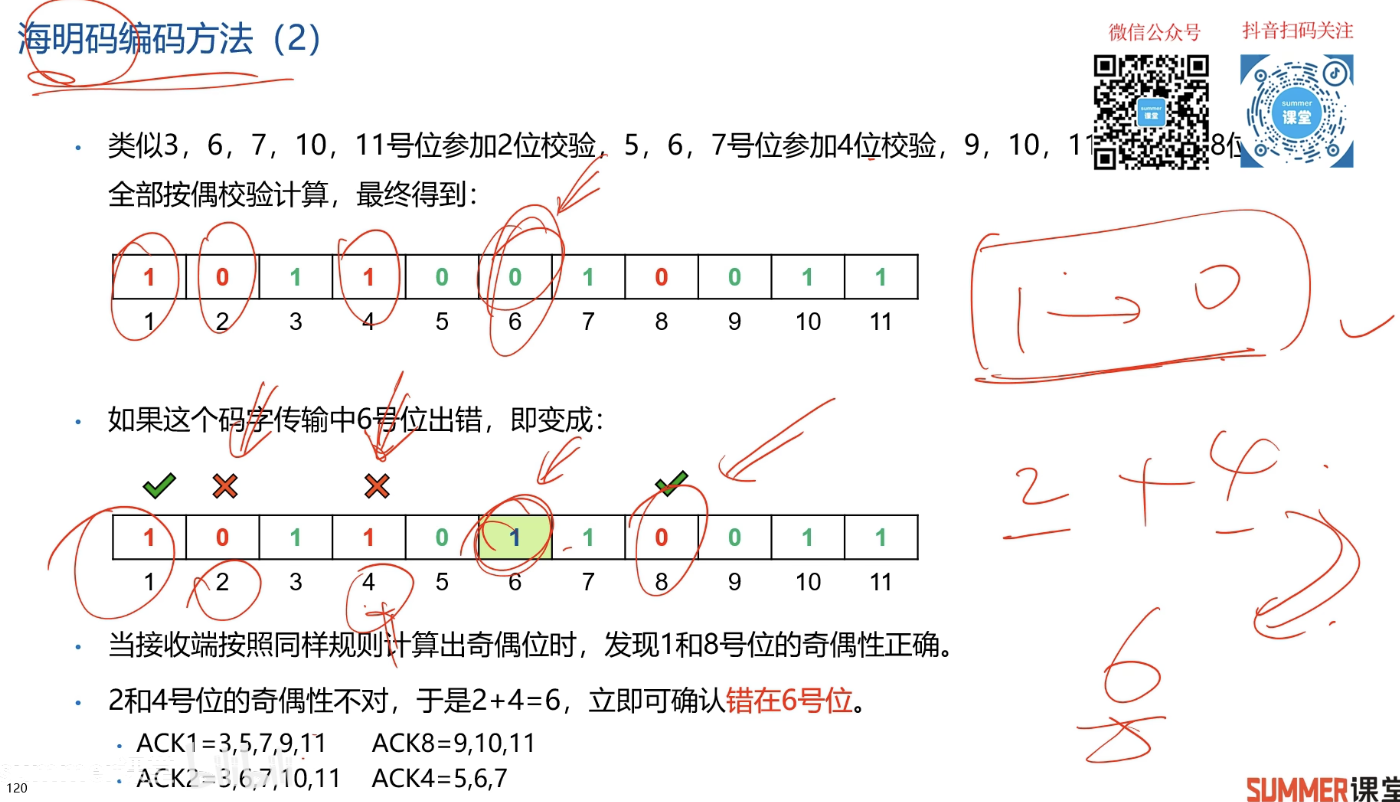 海明码编码方法（2）
微信公众号
抖音扫码关注
summer
课堂
summer
课堂
• 类似3，6，7，10，11号位参加2位校验，5，6，7号位参加4位校验，9，10，11
8位
全部按偶校验计算，最终得到：
1 0 1 1 0 0 1 0 0 1 1
1 2 3 4 5 6 7 8 9 10 11
1 → 0
• 如果这个码字传输中6号位出错，即变成：
1 0 1 1 0 1 1 0 0 1 1
1 2 3 4 5 6 7 8 9 10 11
2 + 4
6
• 当接收端按照同样规则计算出奇偶位时，发现1和8号位的奇偶性正确。
• 2和4号位的奇偶性不对，于是2+4=6，立即可确认错在6号位。
• ACK1=3,5,7,9,11 ACK8=9,10,11
• ACK2=3,6,7,10,11 ACK4=5,6,7
120
SUMMER课堂